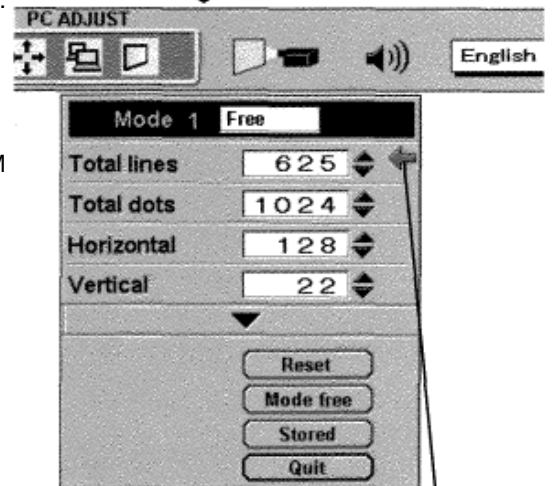 PC ADJUST
English
Mode 1 Free
Total lines 625
Total dots 1024
Horizontal 128
Vertical 22
Reset
Mode free
Stored
Quit
M